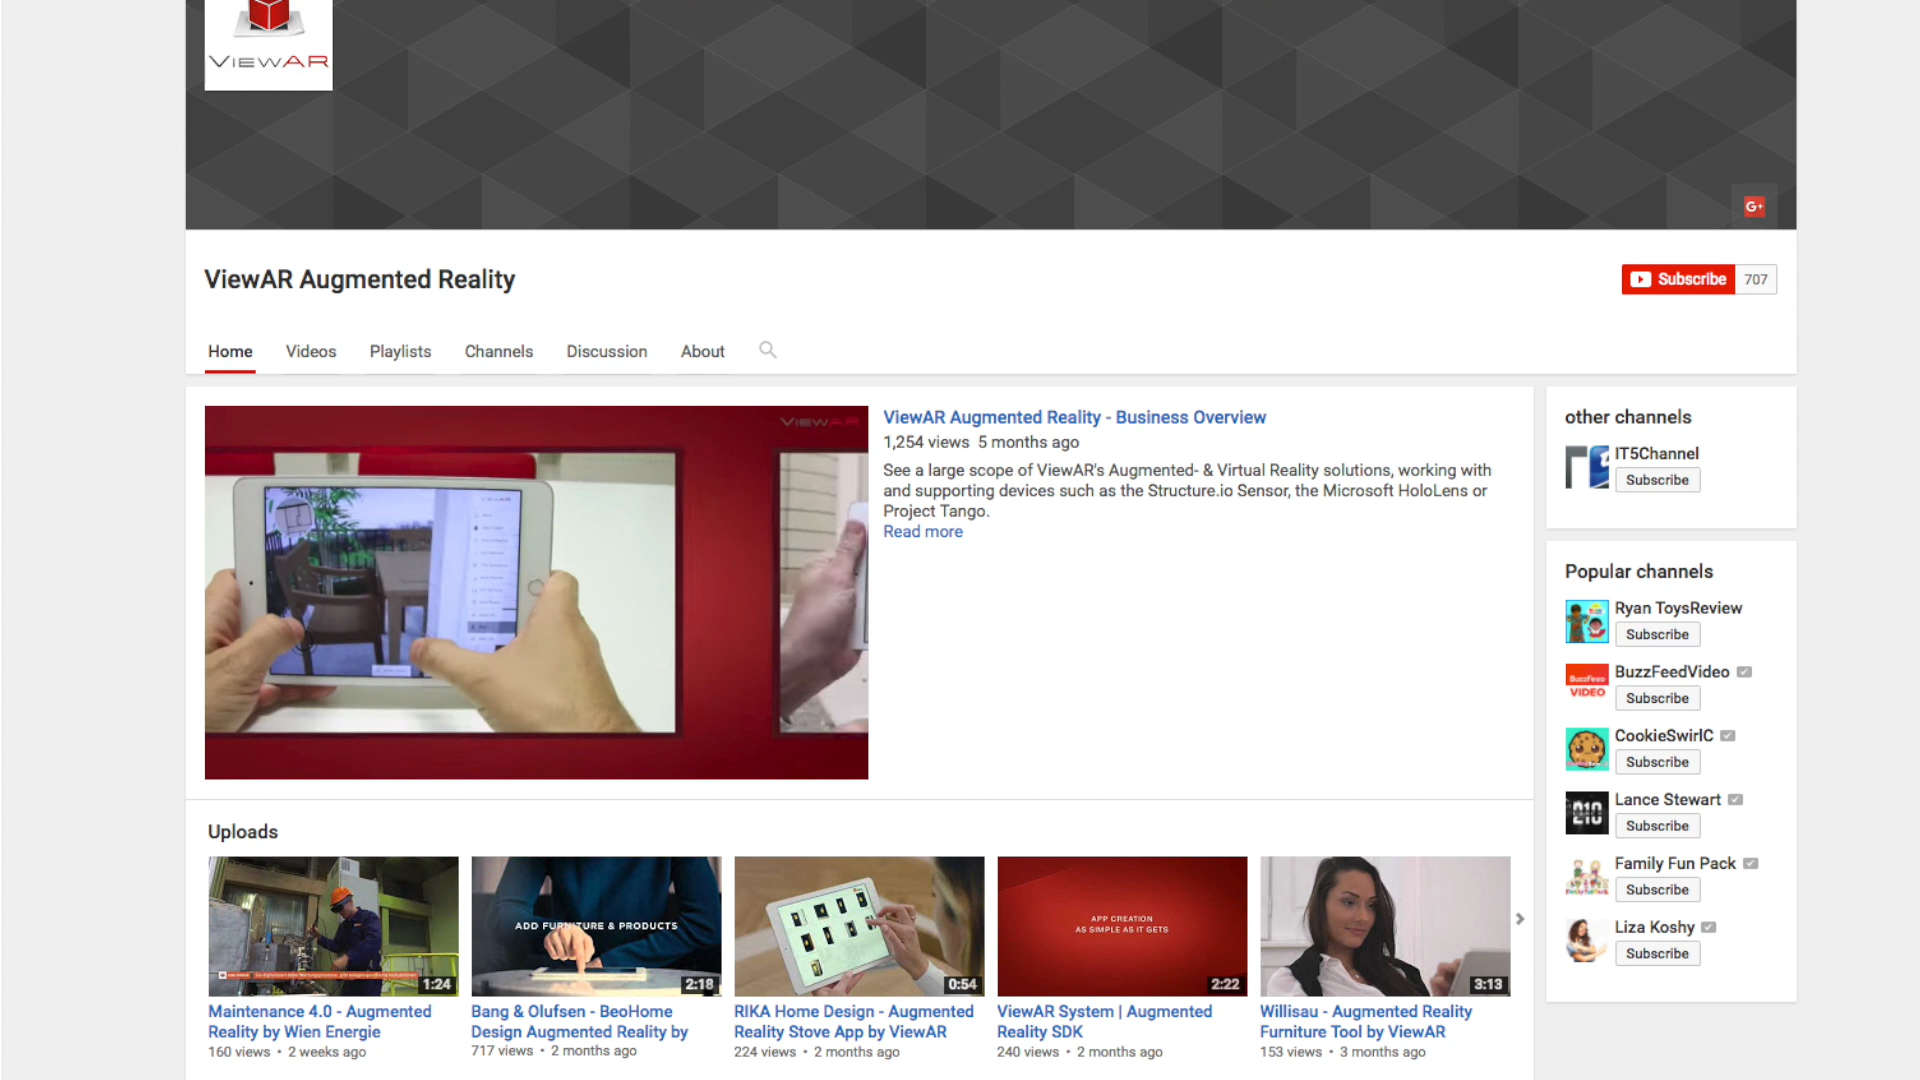 VIEWAR
G+
ViewAR Augmented Reality
Subscribe 707
Home Videos Playlists Channels Discussion About
VIEWAR
ViewAR Augmented Reality - Business Overview
1,254 views 5 months ago
See a large scope of ViewAR's Augmented- & Virtual Reality solutions, working with
and supporting devices such as the Structure.io Sensor, the Microsoft HoloLens or
Project Tango.
Read more
other channels
IT5Channel
Subscribe
Popular channels
Ryan ToysReview
Subscribe
BuzzFeed
VIDEO
BuzzFeedVideo
Subscribe
CookieSwirlC
Subscribe
Lance Stewart
Subscribe
Family Fun Pack
Subscribe
Liza Koshy
Subscribe
Uploads
1:24
Maintenance 4.0 - Augmented
Reality by Wien Energie
160 views • 2 weeks ago
ADD FURNITURE & PRODUCTS
2:18
Bang & Olufsen - BeoHome
Design Augmented Reality by
717 views • 2 months ago
0:54
RIKA Home Design - Augmented
Reality Stove App by ViewAR
224 views • 2 months ago
APP CREATION
AS SIMPLE AS IT GETS
2:22
ViewAR System | Augmented
Reality SDK
240 views • 2 months ago
3:13
Willisau - Augmented Reality
Furniture Tool by ViewAR
153 views • 3 months ago